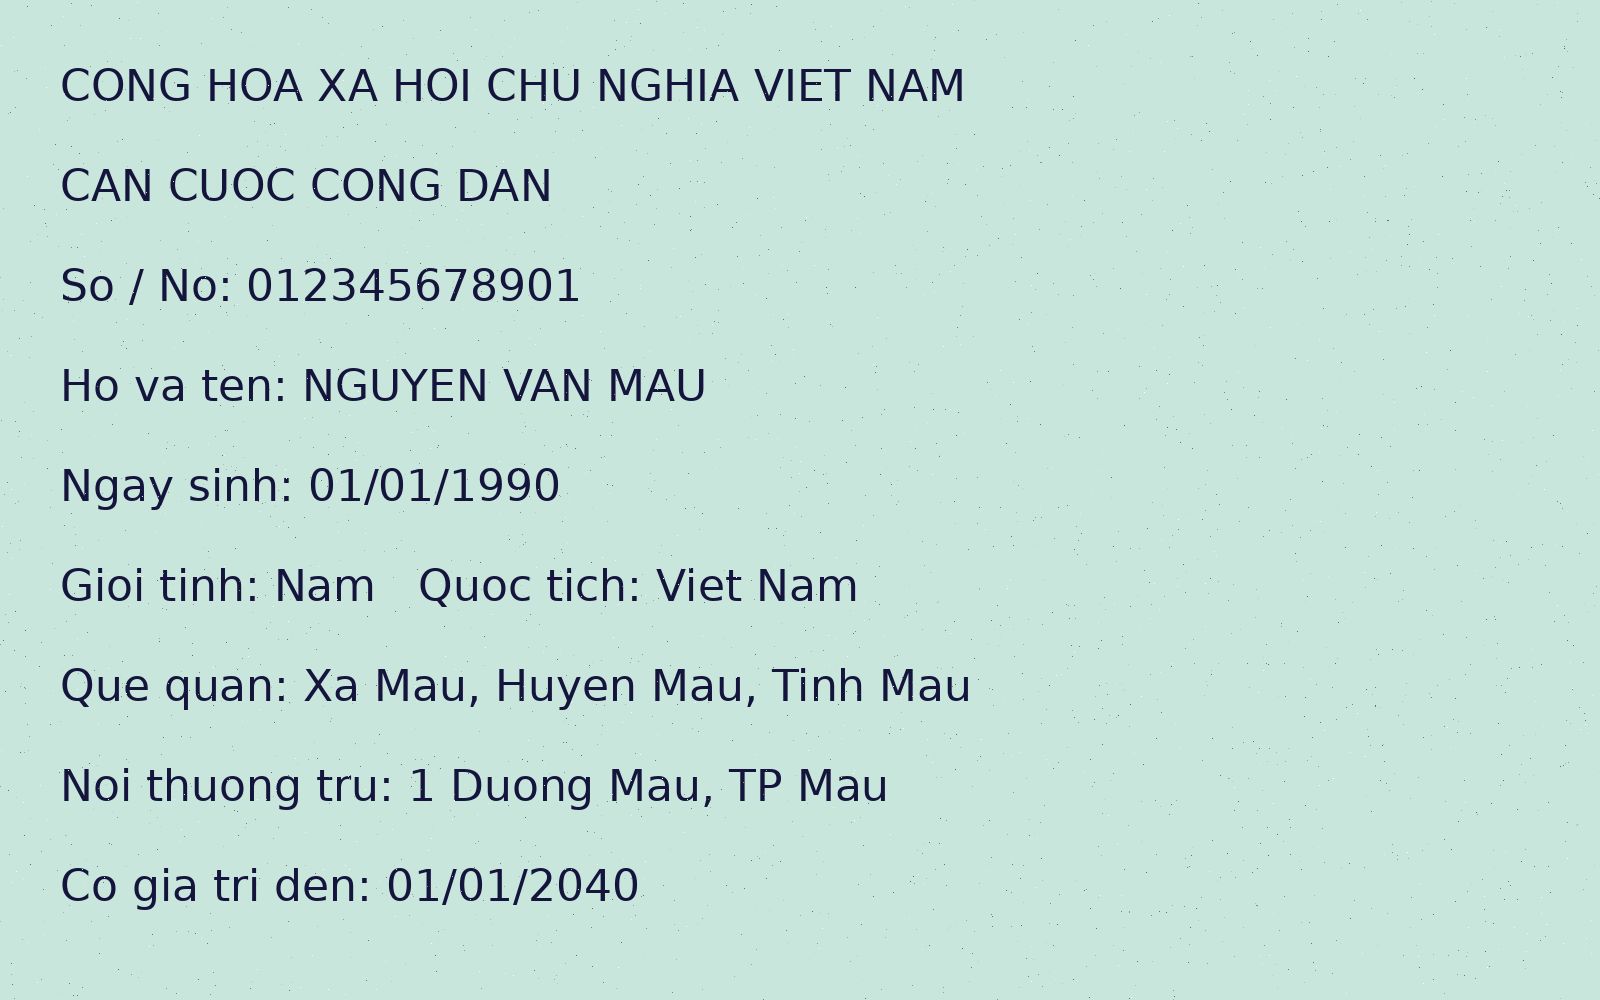 CONG HOA XA HOI CHU NGHIA VIET NAM
CAN CUOC CONG DAN
So / No: 012345678901
Ho va ten: NGUYEN VAN MAU
Ngay sinh: 01/01/1990
Gioi tinh: Nam   Quoc tich: Viet Nam
Que quan: Xa Mau, Huyen Mau, Tinh Mau
Noi thuong tru: 1 Duong Mau, TP Mau
Co gia tri den: 01/01/2040